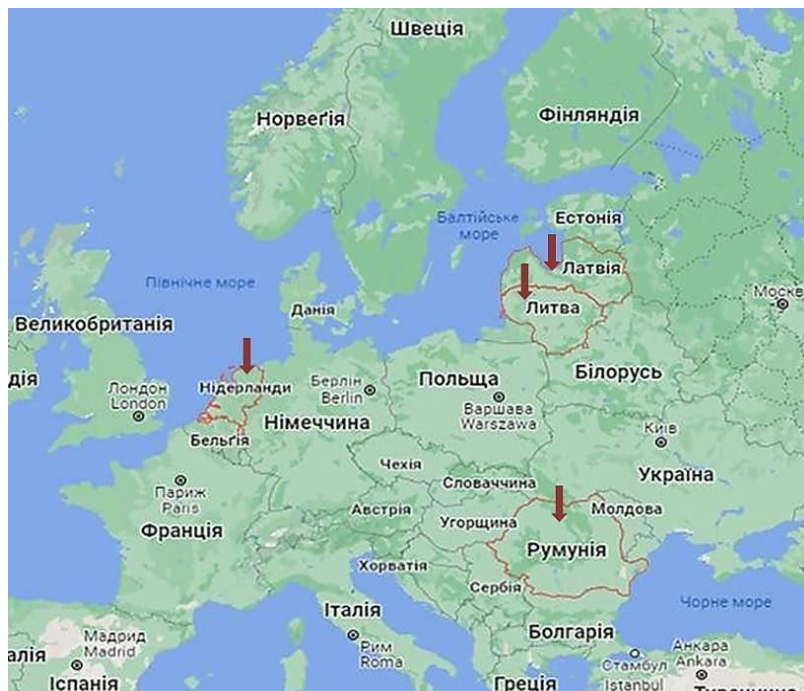 Швеція
Норвегія
Фінляндія
Балтійське
море
Естонія
Латвія
Північне море
Данія
Литва
Москв
Великобританія
дія
Лондон
London
Нідерланди
Берлін
Berlin
Польща
Білорусь
Варшава
Warszawa
Німеччина
Бельгія
Київ
Чехія
Україна
Словаччина
Париж
Paris
Австрія
Угорщина
Молдова
Франція
Румунія
Хорватія
Сербія
Чорне море
Італія
Болгарія
Мадрид
Madrid
Рим
Roma
Анкара
Ankara
Стамбул
Istanbul
алія
Іспанія
Греція